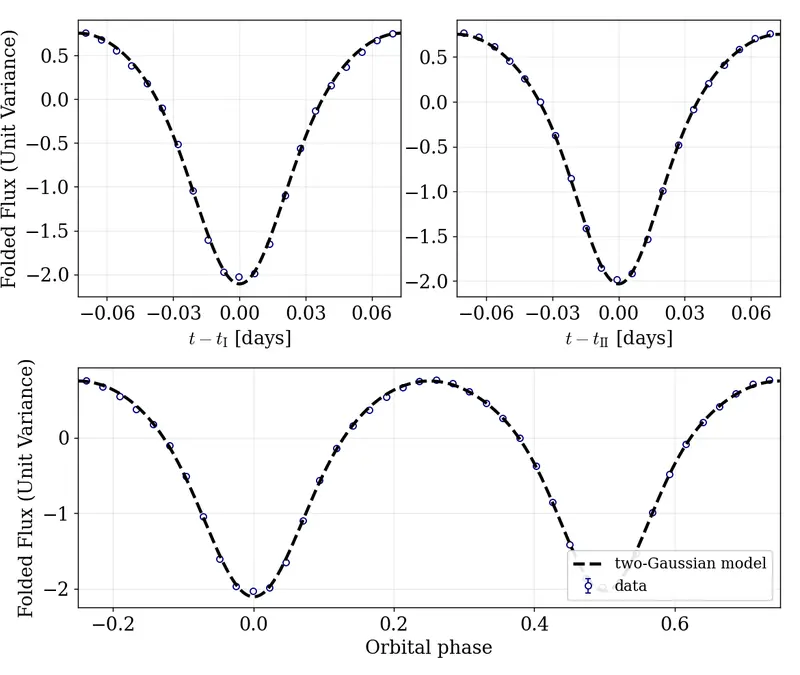 Folded Flux (Unit Variance)
0.5
0.0
−0.5
−1.0
−1.5
−2.0
−0.06 −0.03 0.00 0.03 0.06
t − tI [days]
0.5
0.0
−0.5
−1.0
−1.5
−2.0
−0.06 −0.03 0.00 0.03 0.06
t − tII [days]
Folded Flux (Unit Variance)
0
−1
−2
two-Gaussian model
data
−0.2 0.0 0.2 0.4 0.6
Orbital phase